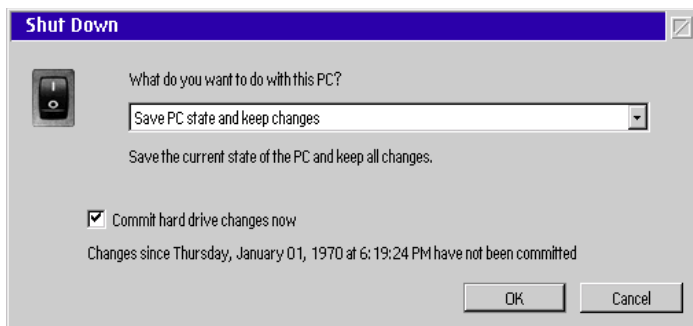 Shut Down
What do you want to do with this PC?
Save PC state and keep changes
Save the current state of the PC and keep all changes.
Commit hard drive changes now
Changes since Thursday, January 01, 1970 at 6:19:24 PM have not been committed
OK Cancel